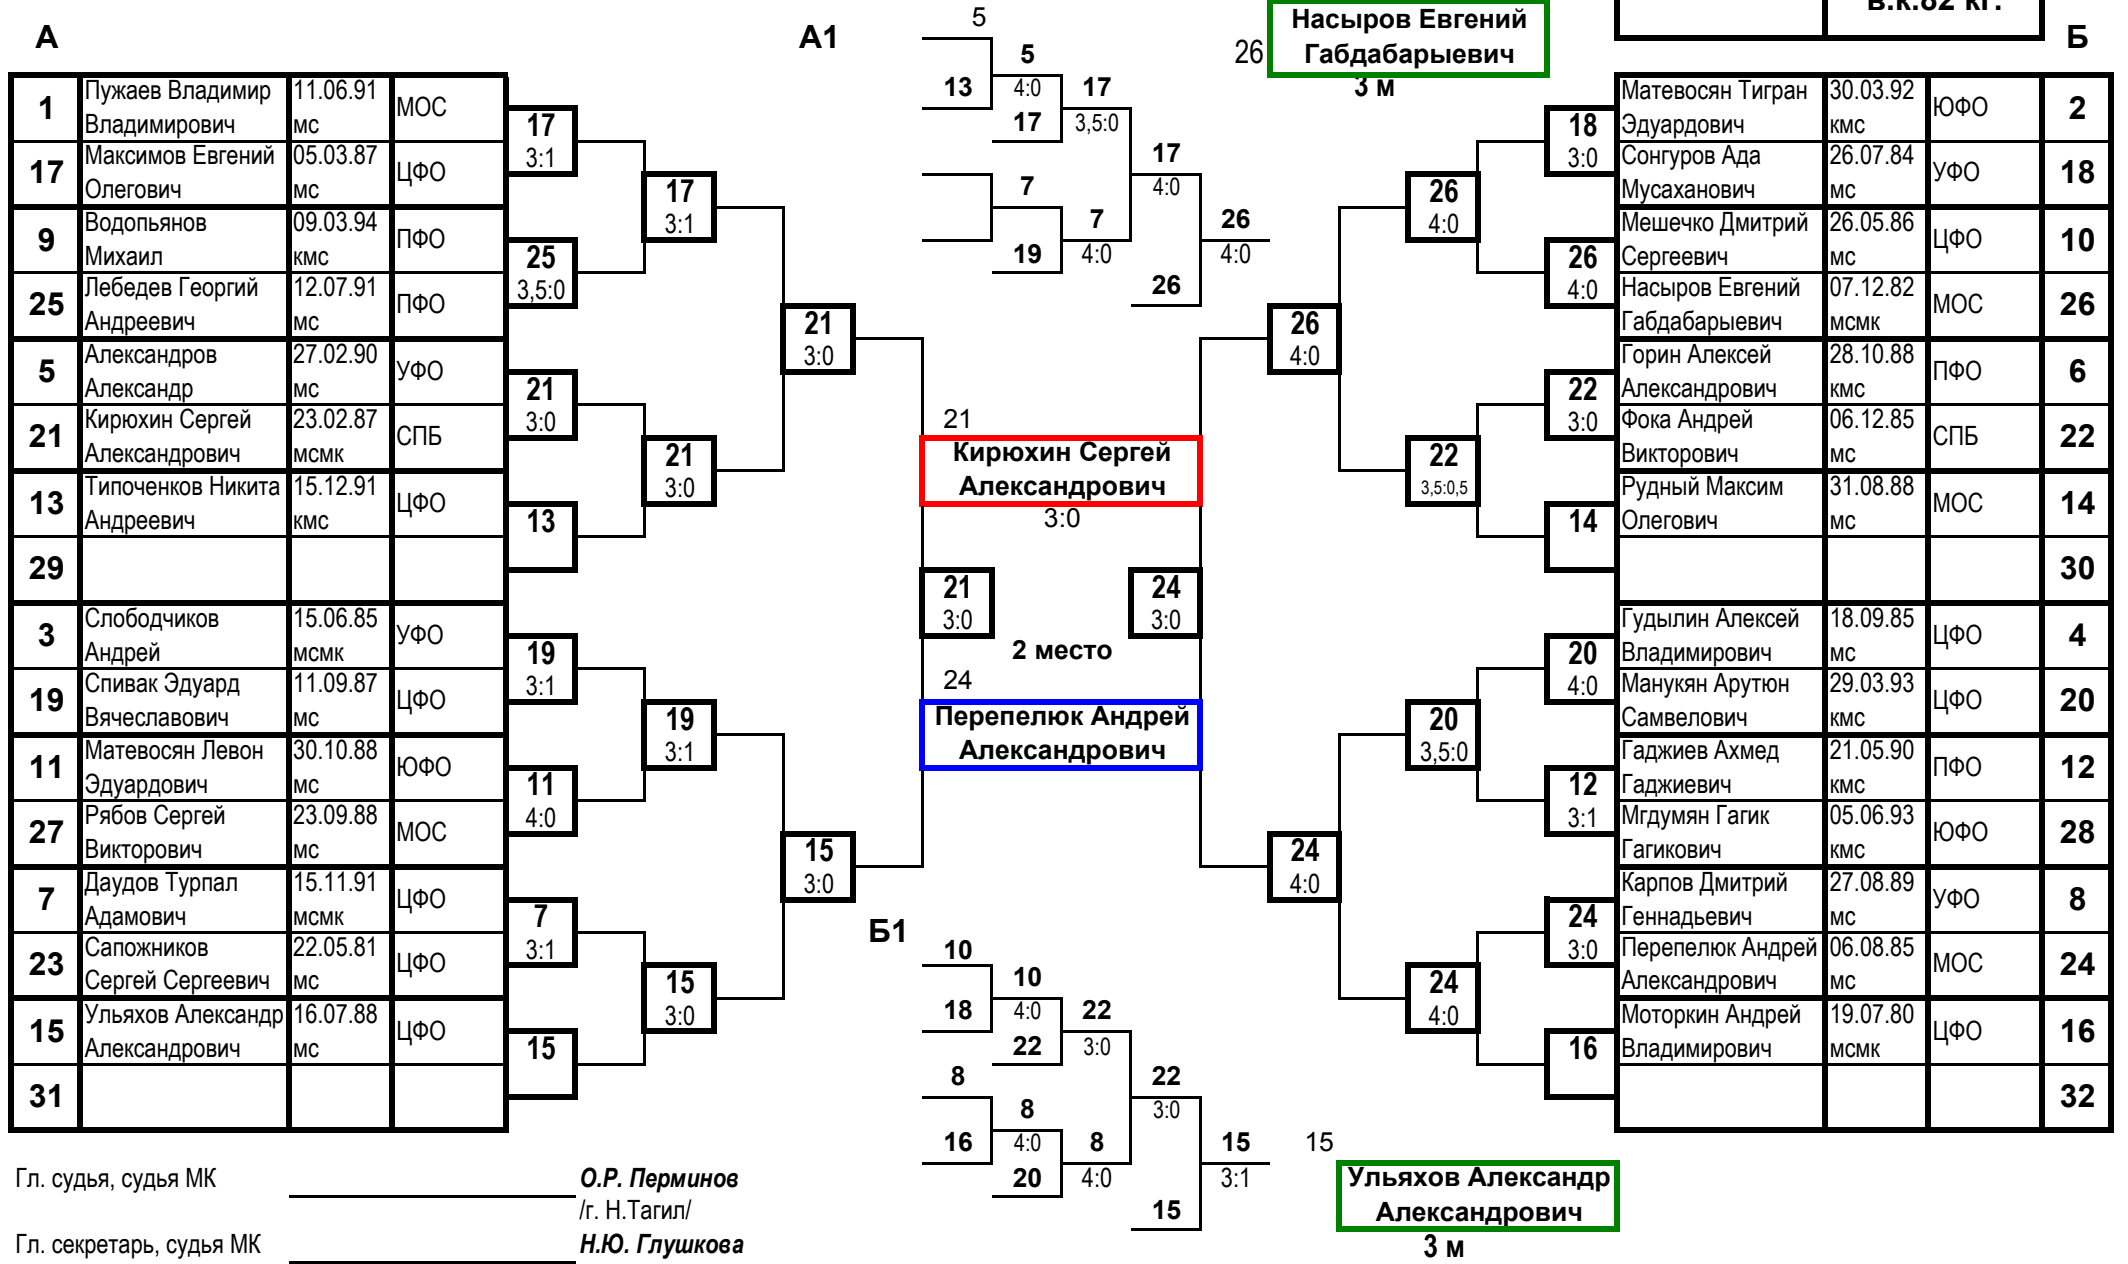 А
А1
5
26
Насыров Евгений
Габдабарыевич
3 м
в.к.82 кг.
Б
1
Пужаев Владимир
Владимирович
11.06.91
мс
МОС
17
Максимов Евгений
Олегович
05.03.87
мс
ЦФО
9
Водопьянов
Михаил
09.03.94
кмс
ПФО
25
Лебедев Георгий
Андреевич
12.07.91
мс
ПФО
5
Александров
Александр
27.02.90
мс
УФО
21
Кирюхин Сергей
Александрович
23.02.87
мсмк
СПБ
13
Типоченков Никита
Андреевич
15.12.91
кмс
ЦФО
29
3
Слободчиков
Андрей
15.06.85
мсмк
УФО
19
Спивак Эдуард
Вячеславович
11.09.87
мс
ЦФО
11
Матевосян Левон
Эдуардович
30.10.88
мс
ЮФО
27
Рябов Сергей
Викторович
23.09.88
мс
МОС
7
Даудов Турпал
Адамович
15.11.91
мсмк
ЦФО
23
Сапожников
Сергей Сергеевич
22.05.81
мс
ЦФО
15
Ульяхов Александр
Александрович
16.07.88
мс
ЦФО
31
17
3:1
25
3,5:0
21
3:0
13
19
3:1
11
4:0
7
3:1
15
17
3:1
21
3:0
19
3:1
15
3:0
21
3:0
15
3:0
5
13
4:0
17
17
3,5:0
7
19
7
4:0
17
4:0
26
26
4:0
21
Кирюхин Сергей
Александрович
3:0
21
3:0
24
3:0
2 место
24
Перепелюк Андрей
Александрович
Б1
10
18
10
4:0
22
22
3:0
8
16
8
4:0
20
8
4:0
22
3:0
15
15
3:1
15
Ульяхов Александр
Александрович
3 м
26
4:0
24
4:0
26
4:0
22
3,5:0,5
20
3,5:0
24
4:0
18
3:0
26
4:0
22
3:0
14
20
4:0
12
3:1
24
3:0
16
Матевосян Тигран
Эдуардович
30.03.92
кмс
ЮФО
2
Сонгуров Ада
Мусаханович
26.07.84
мс
УФО
18
Мешечко Дмитрий
Сергеевич
26.05.86
мс
ЦФО
10
Насыров Евгений
Габдабарыевич
07.12.82
мсмк
МОС
26
Горин Алексей
Александрович
28.10.88
кмс
ПФО
6
Фока Андрей
Викторович
06.12.85
мс
СПБ
22
Рудный Максим
Олегович
31.08.88
мс
МОС
14
30
Гудылин Алексей
Владимирович
18.09.85
мс
ЦФО
4
Манукян Арутюн
Самвелович
29.03.93
кмс
ЦФО
20
Гаджиев Ахмед
Гаджиевич
21.05.90
кмс
ПФО
12
Мгдумян Гагик
Гагикович
05.06.93
кмс
ЮФО
28
Карпов Дмитрий
Геннадьевич
27.08.89
мс
УФО
8
Перепелюк Андрей
Александрович
06.08.85
мс
МОС
24
Моторкин Андрей
Владимирович
19.07.80
мсмк
ЦФО
16
32
Гл. судья, судья МК
О.Р. Перминов
/г. Н.Тагил/
Гл. секретарь, судья МК
Н.Ю. Глушкова